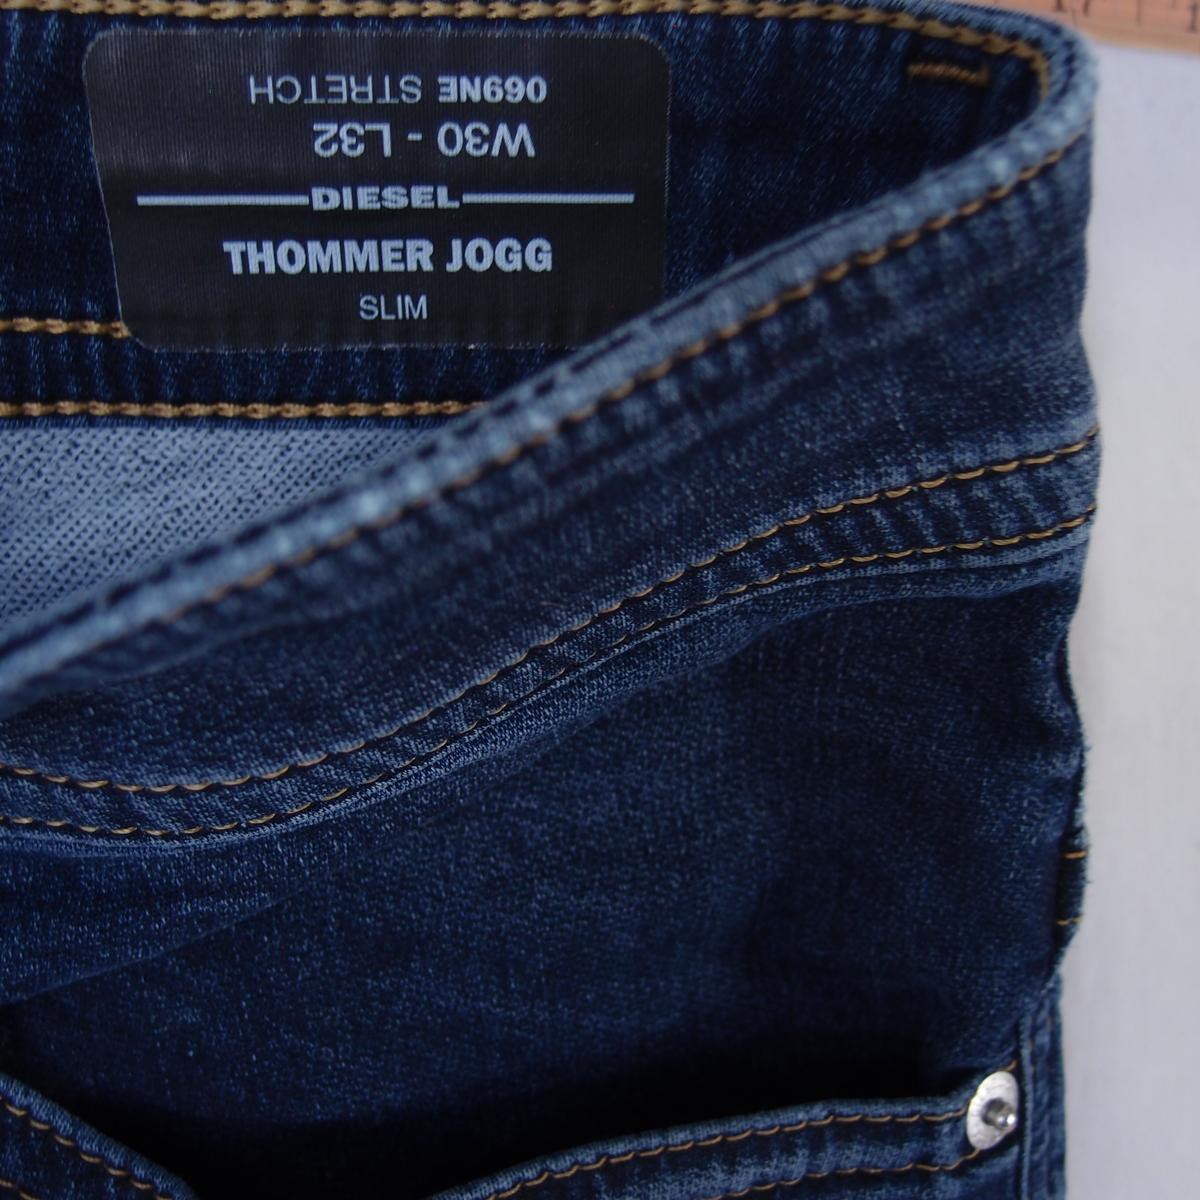 069NE STRETCH
W30 - L32
DIESEL
THOMMER JOGG
SLIM